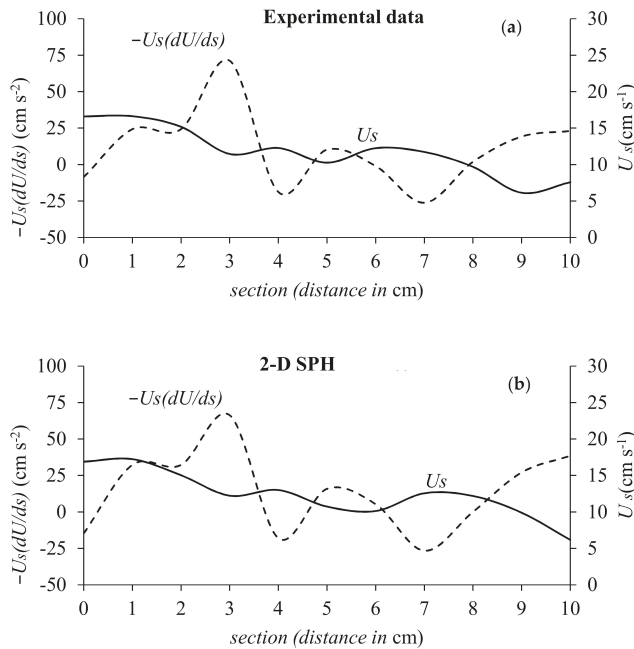 Experimental data
(a)
−Us(dU/ds)
Us
100
75
50
25
0
-25
-50
−Us(dU/ds) (cm s-2)
30
25
20
15
10
5
0
U s(cm s-1)
0 1 2 3 4 5 6 7 8 9 10
section (distance in cm)
2-D SPH
(b)
−Us(dU/ds)
Us
100
75
50
25
0
-25
-50
−Us(dU/ds) (cm s-2)
30
25
20
15
10
5
0
U s(cm s-1)
0 1 2 3 4 5 6 7 8 9 10
section (distance in cm)